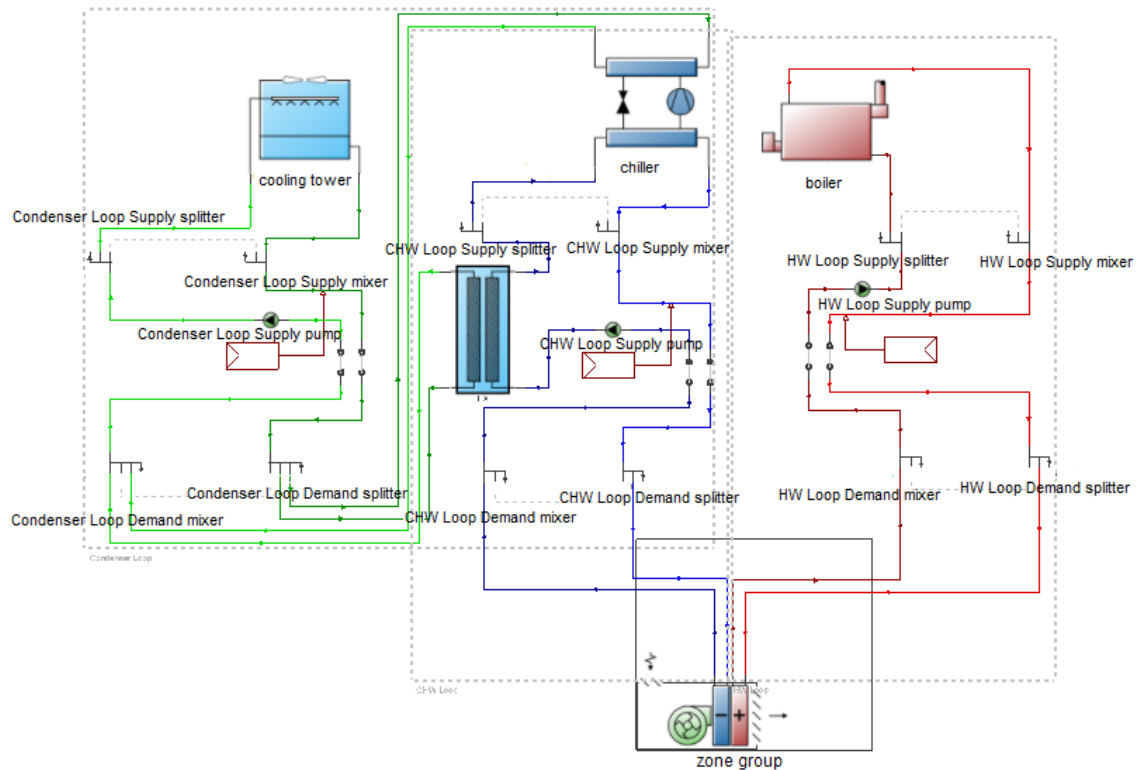 cooling tower
chiller
boiler
Condenser Loop Supply splitter
CHW Loop Supply splitter
CHW Loop Supply mixer
HW Loop Supply splitter
HW Loop Supply mixer
Condenser Loop Supply mixer
Condenser Loop Supply pump
CHW Loop Supply pump
HW Loop Supply pump
Condenser Loop Demand splitter
Condenser Loop Demand mixer
CHW Loop Demand splitter
CHW Loop Demand mixer
HW Loop Demand mixer
HW Loop Demand splitter
Condenser Loop
CHW Loop
HW Loop
zone group